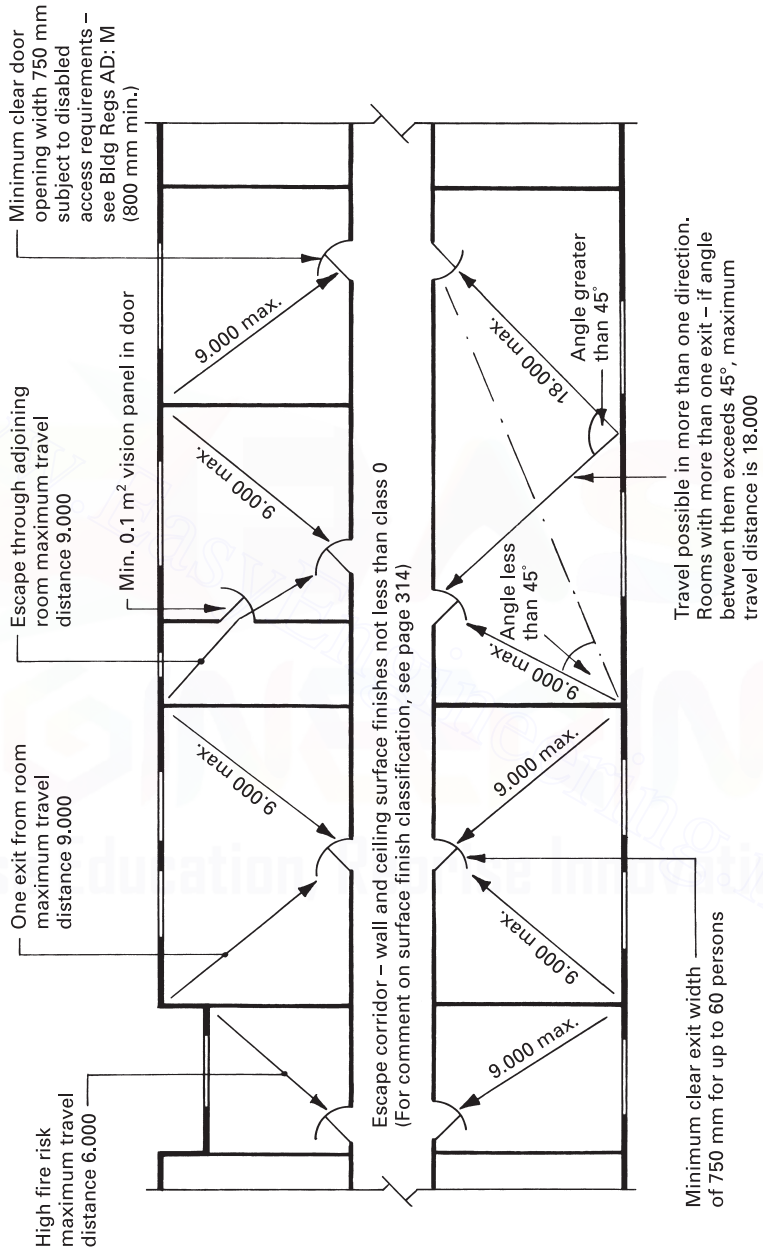 High fire risk
maximum travel
distance 6.000
One exit from room
maximum travel
distance 9.000
Escape through adjoining
room maximum travel
distance 9.000
Min. 0.1 m² vision panel in door
Minimum clear door
opening width 750 mm
subject to disabled
access requirements –
see Bldg Regs AD: M
(800 mm min.)
9.000 max.
9.000 max.
9.000 max.
Escape corridor – wall and ceiling surface finishes not less than class 0
(For comment on surface finish classification, see page 314)
9.000 max.
9.000 max.
9.000 max.
9.000 max.
Angle less
than 45°
18.000 max.
Angle greater
than 45°
Minimum clear exit width
of 750 mm for up to 60 persons
Travel possible in more than one direction.
Rooms with more than one exit – if angle
between them exceeds 45°, maximum
travel distance is 18.000